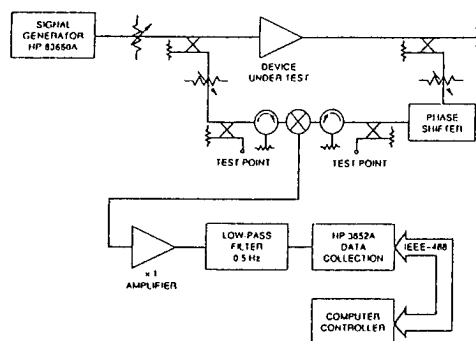 SIGNAL
GENERATOR
HP 83650A
DEVICE
UNDER TEST
PHASE
SHIFTER
TEST POINT
TEST POINT
× 1
AMPLIFIER
LOW-PASS
FILTER
0.5 Hz
HP 3852A
DATA
COLLECTION
IEEE-488
COMPUTER
CONTROLLER